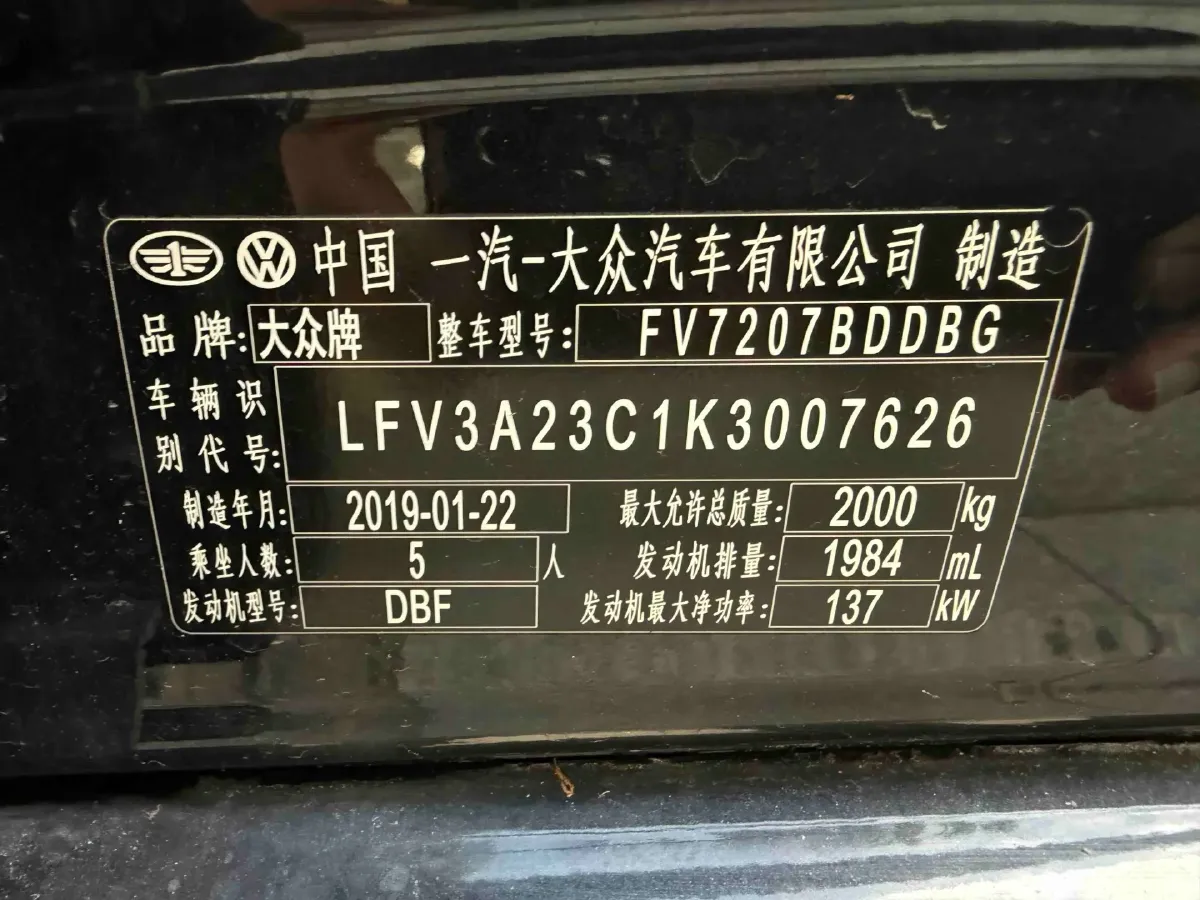 中国 一汽-大众汽车有限公司 制造
品牌: 大众牌 整车型号: FV7207BDDBG
车辆识别代号: LFV3A23C1K3007626
制造年月: 2019-01-22 最大允许总质量: 2000 kg
乘坐人数: 5 人 发动机排量: 1984 mL
发动机型号: DBF 发动机最大净功率: 137 kW